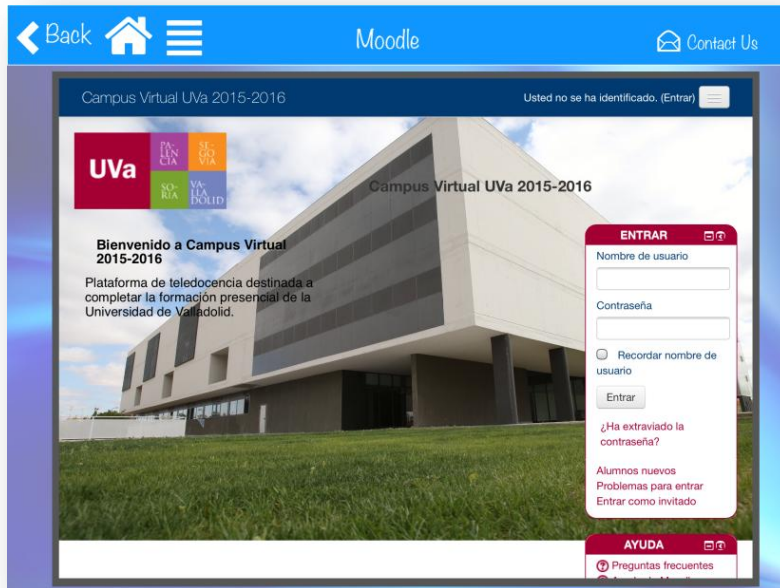 Back
Moodle
Contact Us
Campus Virtual UVa 2015-2016
Usted no se ha identificado. (Entrar)
UVa
PA-
LEN
CIA
SE-
GO
VIA
SO-
RIA
VA-
LLA
DOLID
Campus Virtual UVa 2015-2016
Bienvenido a Campus Virtual
2015-2016
Plataforma de teledocencia destinada a
completar la formación presencial de la
Universidad de Valladolid.
ENTRAR
Nombre de usuario
Contraseña
Recordar nombre de
usuario
Entrar
¿Ha extraviado la
contraseña?
Alumnos nuevos
Problemas para entrar
Entrar como invitado
AYUDA
Preguntas frecuentes